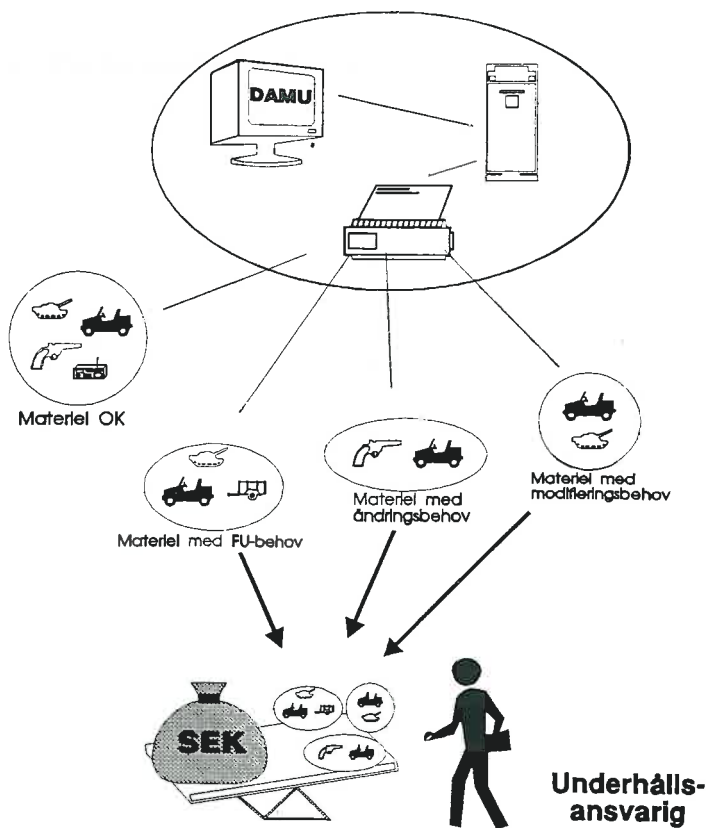 DAMU
Materiel OK
Materiel med FU-behov
Materiel med
ändringsbehov
Materiel med
modifieringsbehov
SEK
Underhålls-
ansvarig